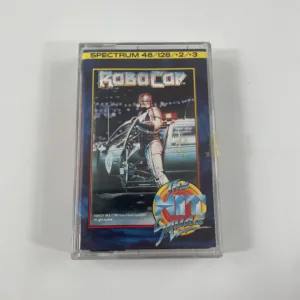 SPECTRUM 48/128/+2/+3
ROBOCOP
The
HIT
Squad